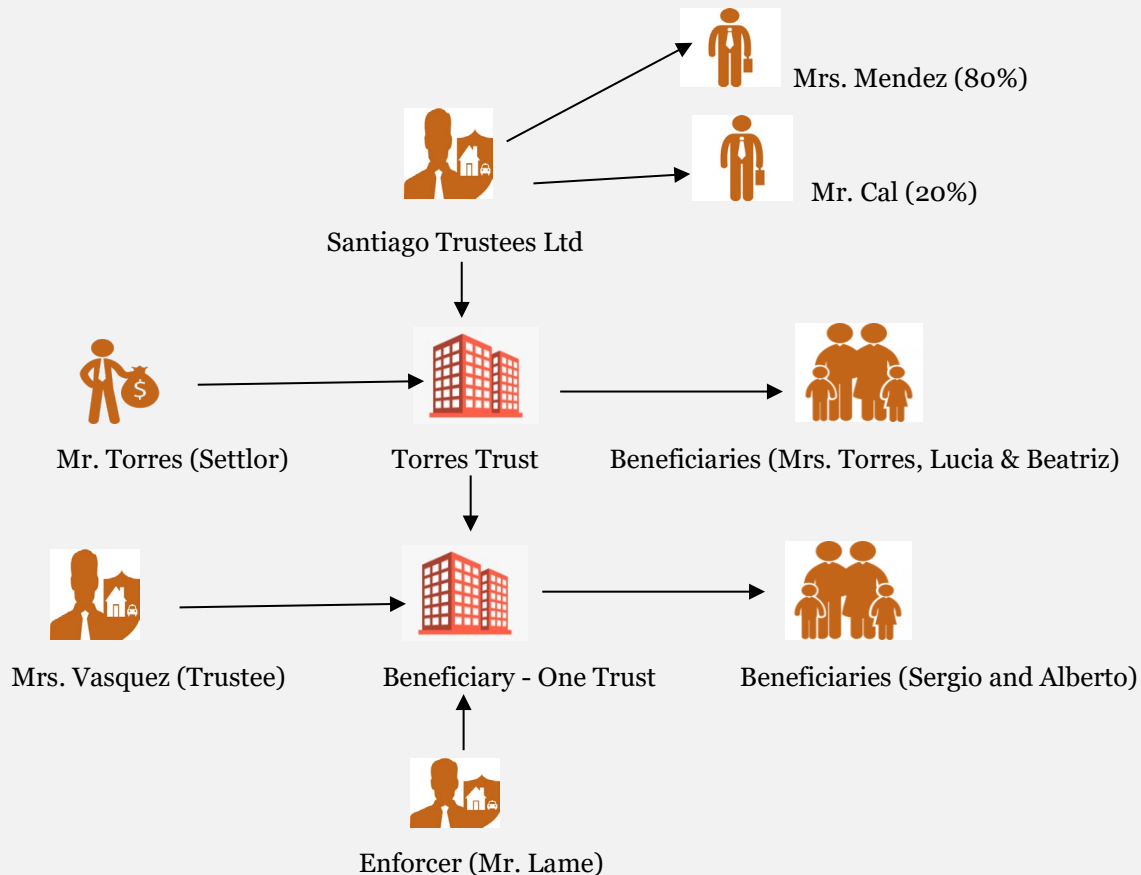 Mrs. Mendez (80%)
Mr. Cal (20%)
Santiago Trustees Ltd
$
Mr. Torres (Settlor)
Torres Trust
Beneficiaries (Mrs. Torres, Lucia & Beatriz)
Mrs. Vasquez (Trustee)
Beneficiary - One Trust
Beneficiaries (Sergio and Alberto)
Enforcer (Mr. Lame)